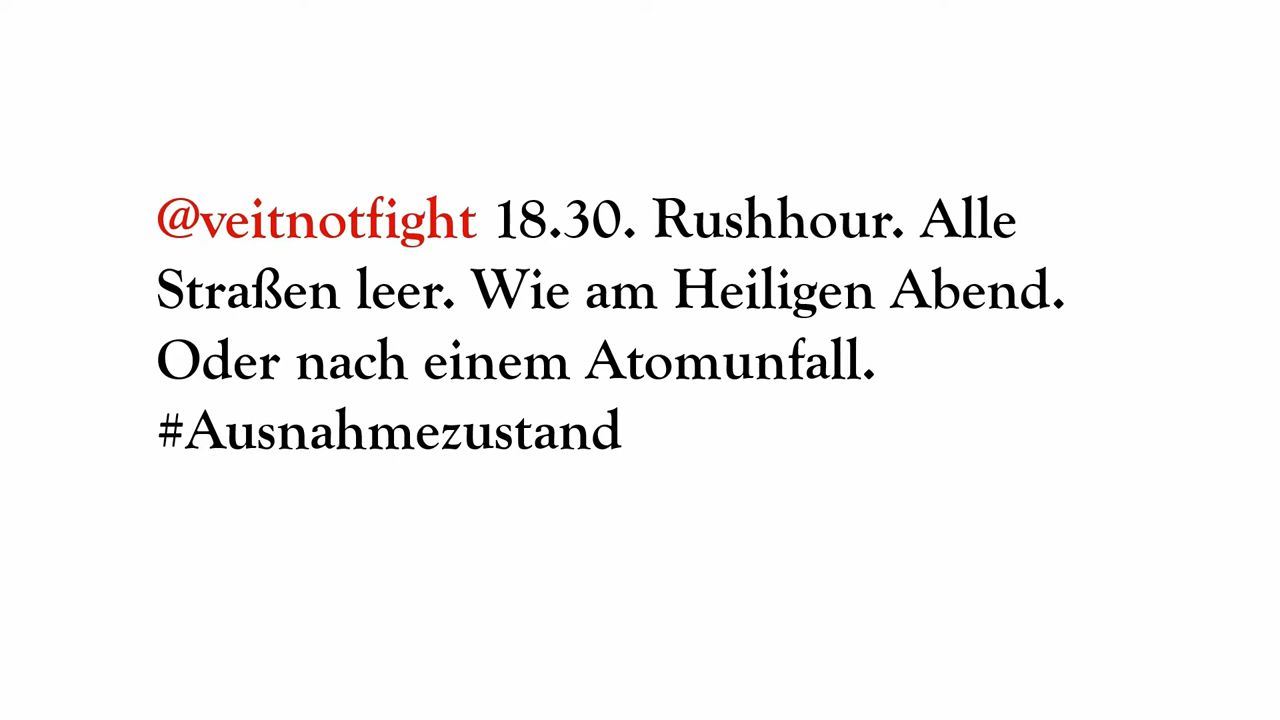 @veitnotfight 18.30. Rushhour. Alle
Straßen leer. Wie am Heiligen Abend.
Oder nach einem Atomunfall.
#Ausnahmezustand